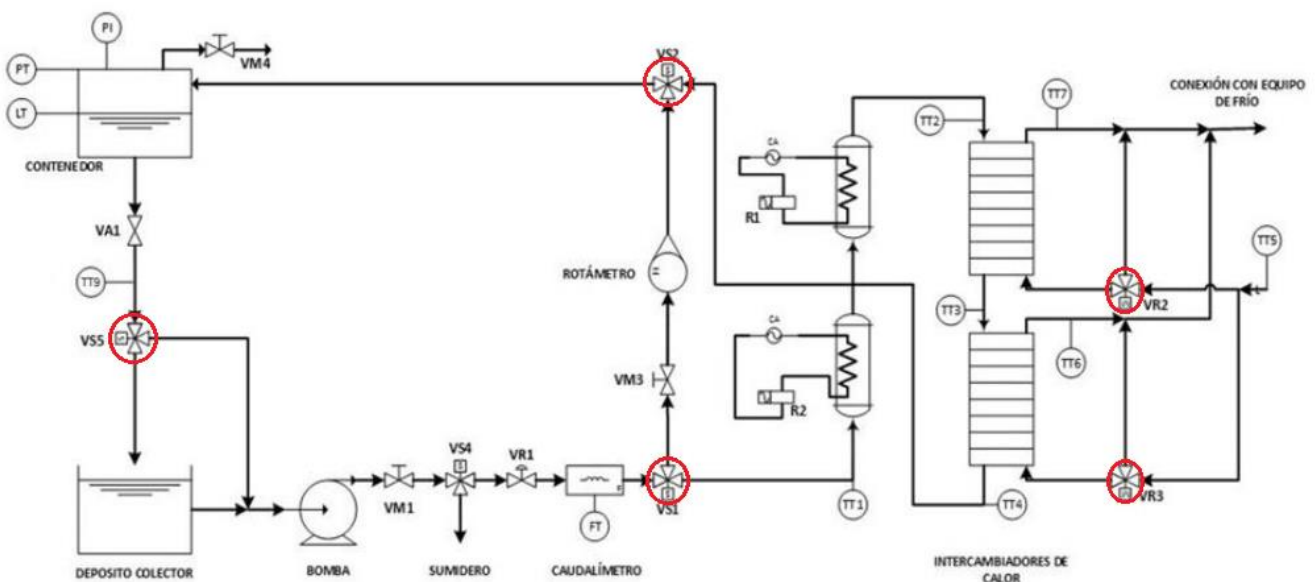 PI
PT
VM4
LT
CONTENEDOR
VA1
TT9
VS5
DEPOSITO COLECTOR
BOMBA
VM1
VS4
SUMIDERO
VR1
FT
CAUDALÍMETRO
VS2
ROTÁMETRO
VM3
VS1
CA
R1
CA
R2
TT1
TT2
TT7
CONEXIÓN CON EQUIPO
DE FRÍO
TT5
VR2
TT3
TT6
VR3
TT4
INTERCAMBIADORES DE
CALOR